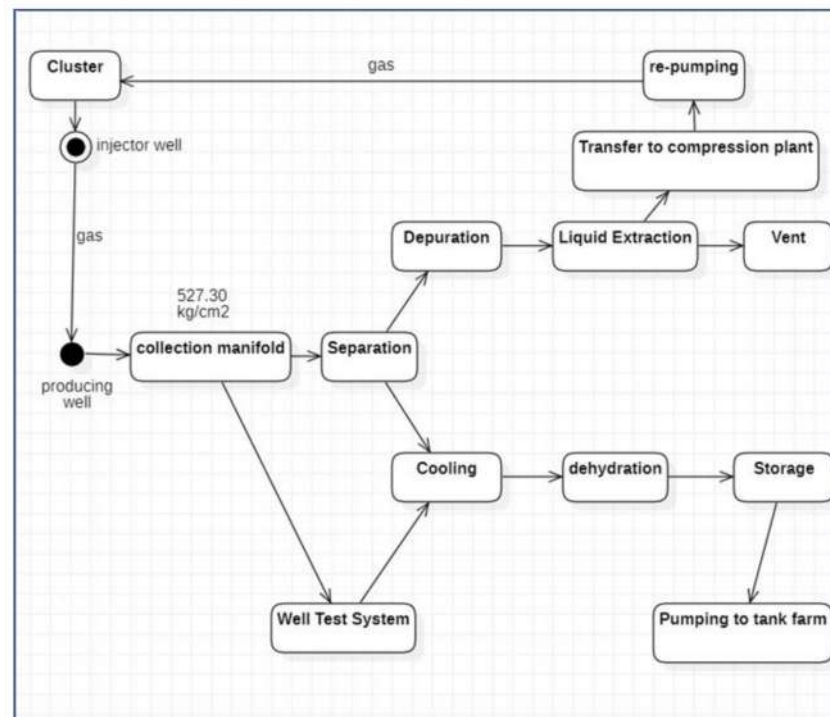 Cluster
gas
re-pumping
injector well
Transfer to compression plant
gas
Depuration
Liquid Extraction
Vent
527.30
kg/cm2
collection manifold
Separation
producing
well
Cooling
dehydration
Storage
Well Test System
Pumping to tank farm